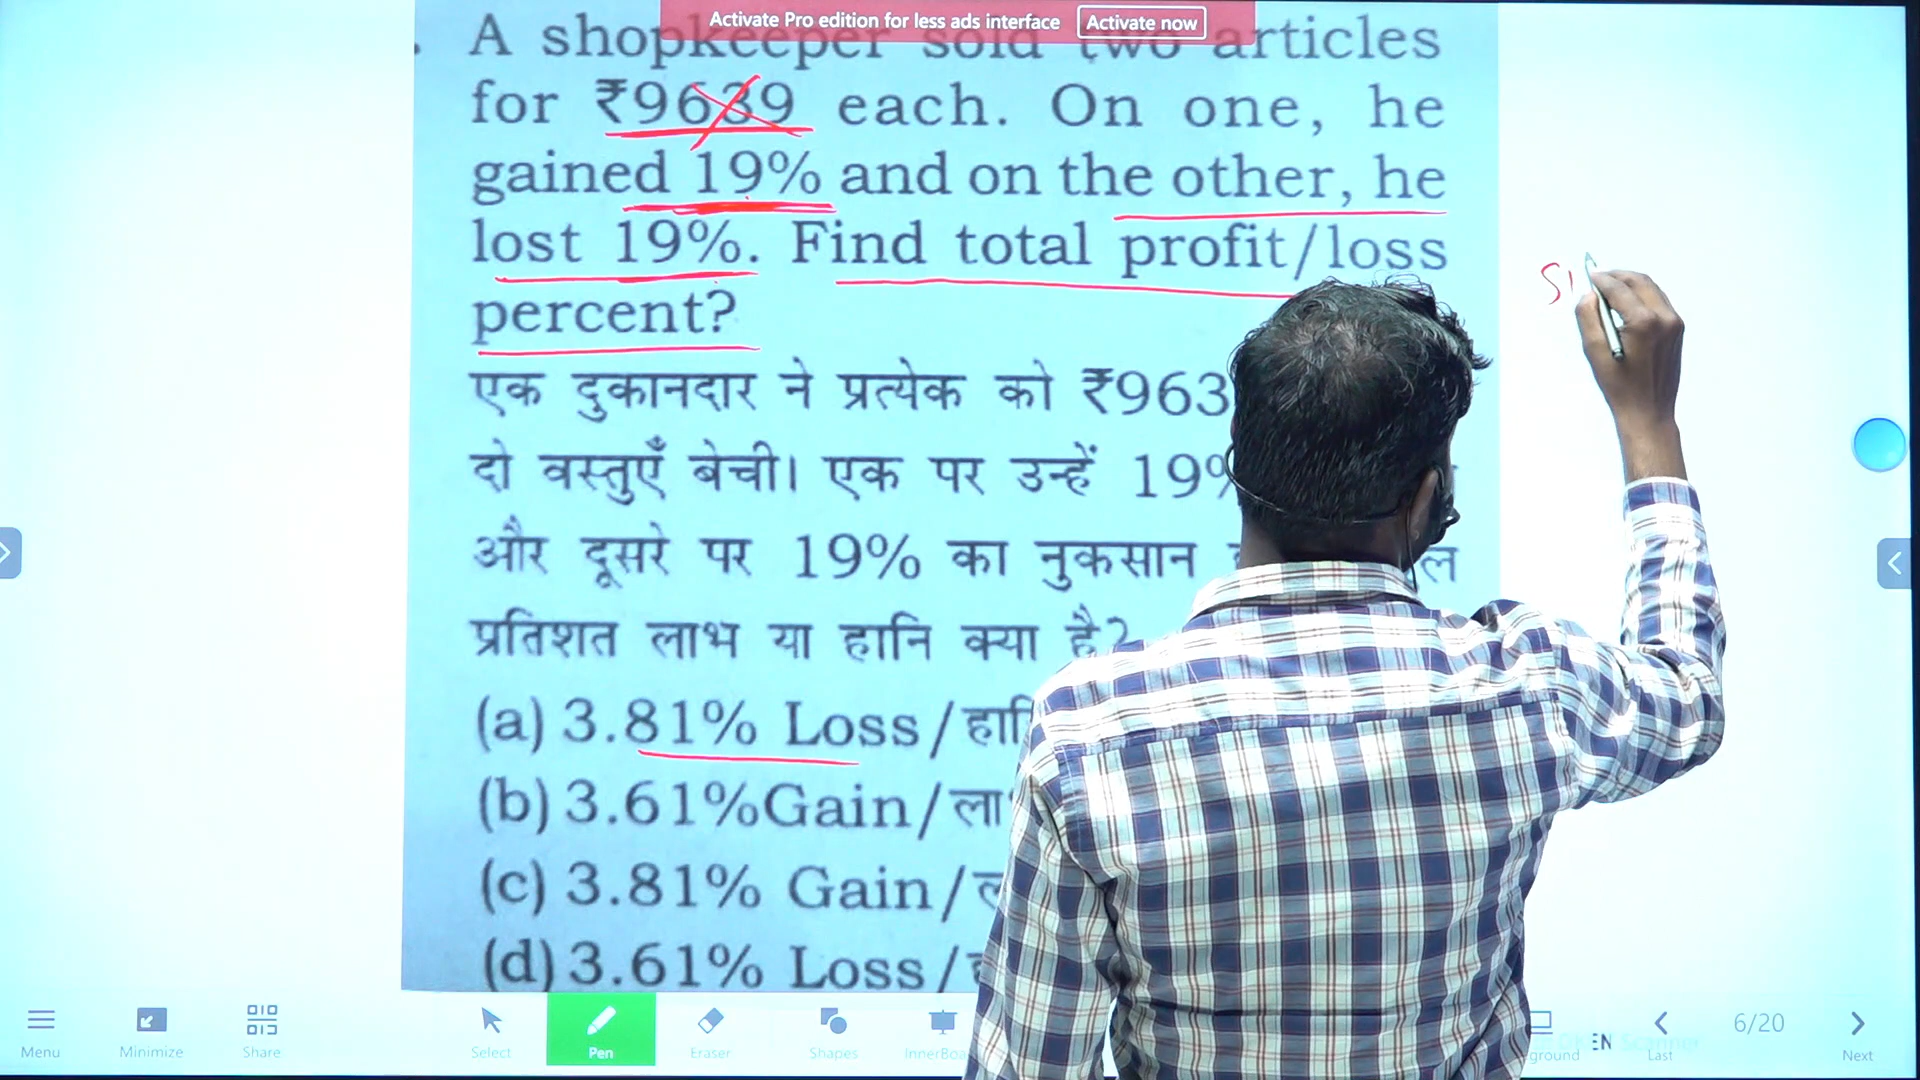 Activate Pro edition for less ads interface Activate now
A shopkeeper sold two articles
for ₹9639 each. On one, he
gained 19% and on the other, he
lost 19%. Find total profit/loss
percent?
एक दुकानदार ने प्रत्येक को ₹963
दो वस्तुएँ बेची। एक पर उन्हें 19%
और दूसरे पर 19% का नुकसान
प्रतिशत लाभ या हानि क्या है?
(a) 3.81% Loss/हानि
(b) 3.61%Gain/
(c) 3.81% Gain/
(d) 3.61% Loss/
Menu Minimize Share Select Pen Eraser Shapes Last 6/20 Next
EN